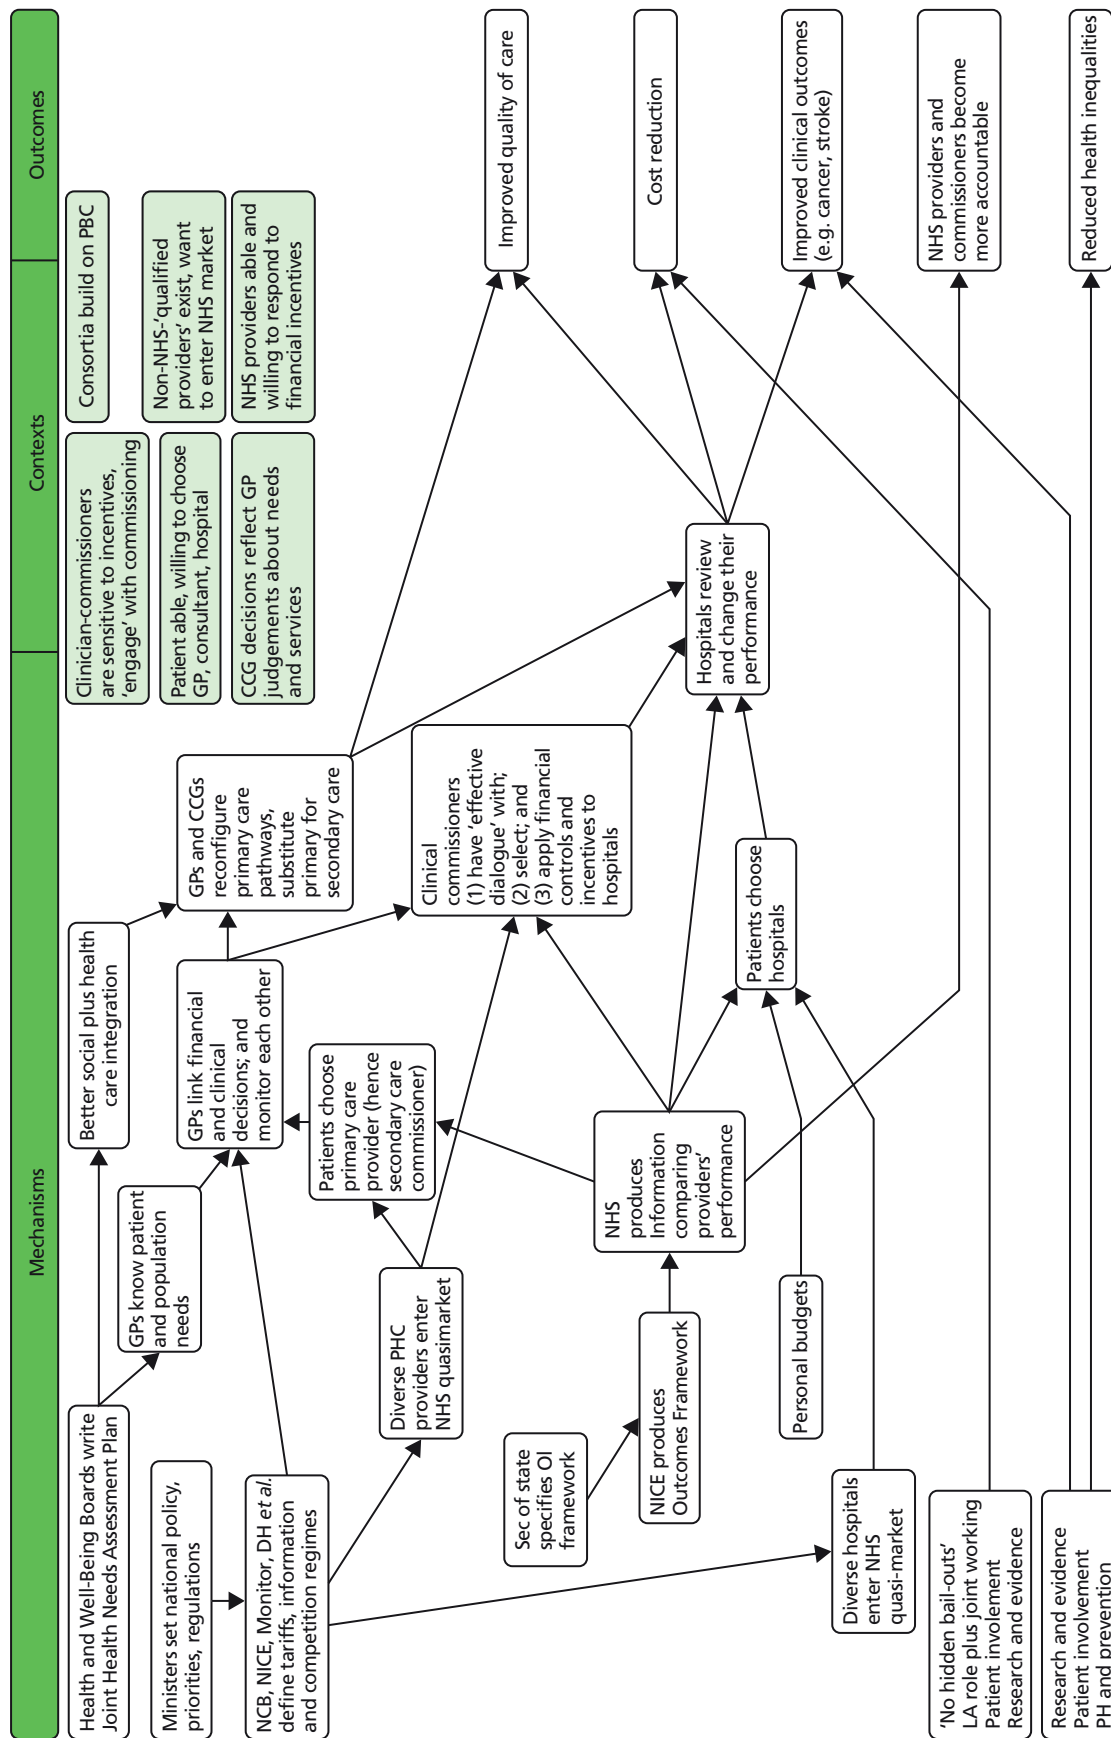 Mechanisms
Contexts
Outcomes
Health and Well-Being Boards write
Joint Health Needs Assessment Plan
Ministers set national policy,
priorities, regulations
NCB, NICE, Monitor, DH et al.
define tariffs, information
and competition regimes
GPs know patient
and population
needs
Better social plus health
care integration
GPs link financial
and clinical
decisions; and
monitor each other
Patients choose
primary care
provider (hence
secondary care
commissioner)
Diverse PHC
providers enter
NHS quasimarket
Sec of state
specifies OI
framework
NICE produces
Outcomes Framework
NHS
produces
Information
comparing
providers’
performance
Personal budgets
Diverse hospitals
enter NHS
quasi-market
‘No hidden bail-outs’
LA role plus joint working
Patient involement
Research and evidence
Research and evidence
Patient involvement
PH and prevention
GPs and CCGs
reconfigure
primary care
pathways,
substitute
primary for
secondary care
Clinical
commissioners
(1) have ‘effective
dialogue’ with;
(2) select; and
(3) apply financial
controls and
incentives to
hospitals
Patients choose
hospitals
Hospitals review
and change their
performance
Clinician-commissioners
are sensitive to incentives,
‘engage’ with commissioning
Patient able, willing to choose
GP, consultant, hospital
CCG decisions reflect GP
judgements about needs
and services
Consortia build on PBC
Non-NHS-‘qualified
providers’ exist, want
to enter NHS market
NHS providers able and
willing to respond to
financial incentives
Improved quality of care
Cost reduction
Improved clinical outcomes
(e.g. cancer, stroke)
NHS providers and
commissioners become
more accountable
Reduced health inequalities